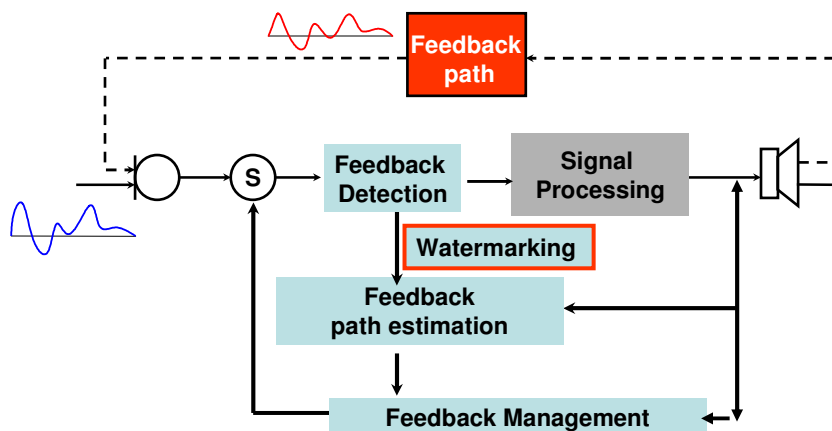 Feedback
path
S
Feedback
Detection
Signal
Processing
Watermarking
Feedback
path estimation
Feedback Management